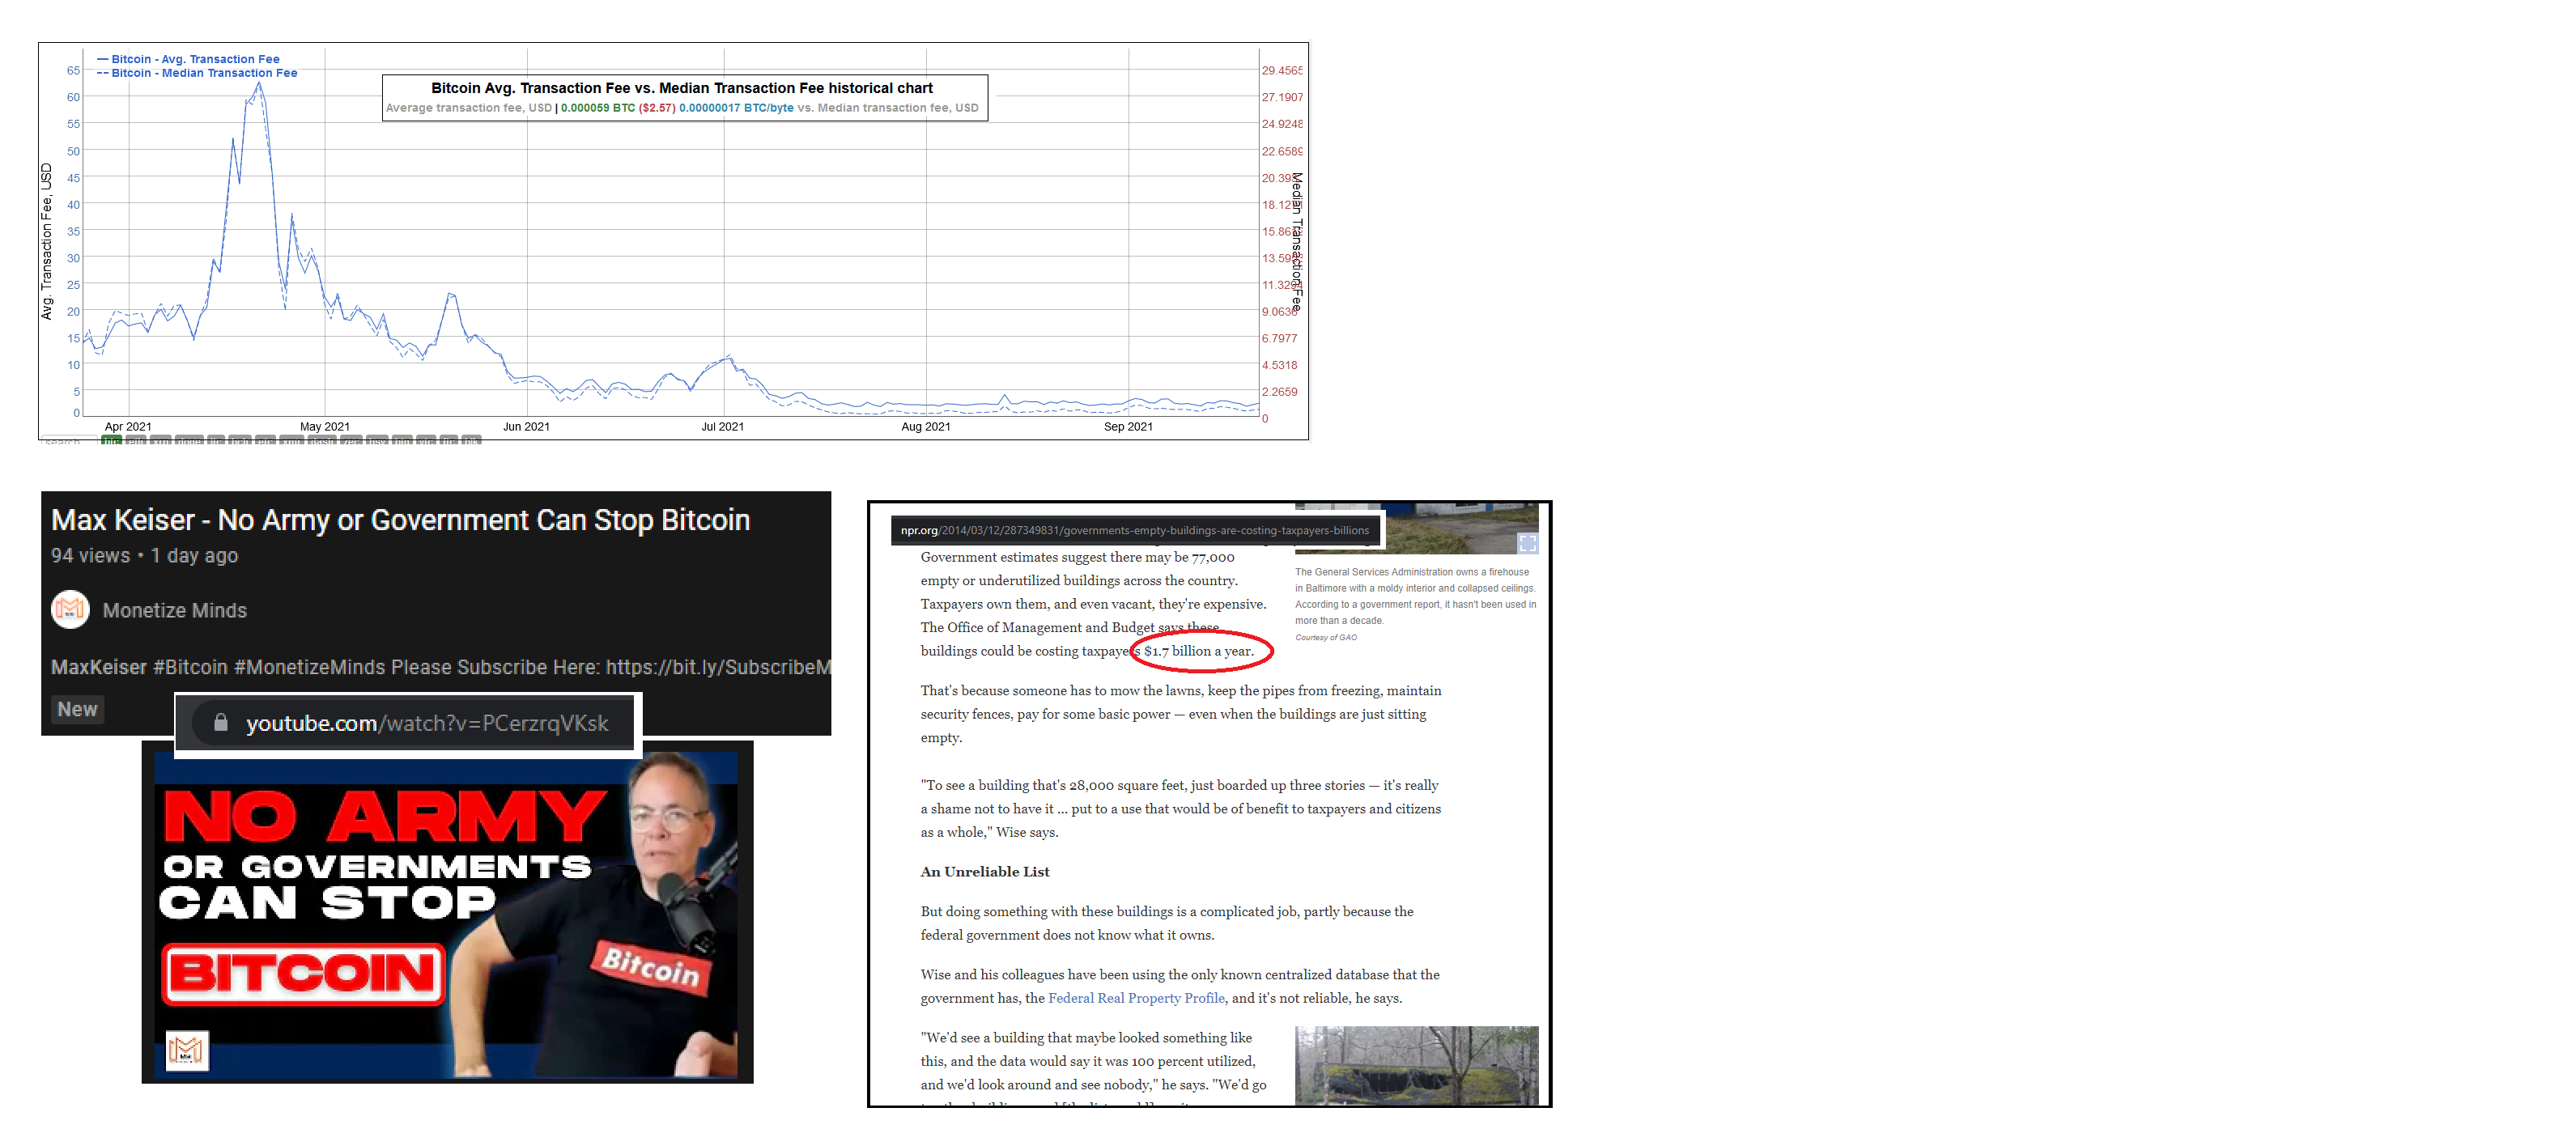 Bitcoin - Avg. Transaction Fee
Bitcoin - Median Transaction Fee
Bitcoin Avg. Transaction Fee vs. Median Transaction Fee historical chart
Average transaction fee, USD | 0.000059 BTC ($2.57) 0.00000017 BTC/byte vs. Median transaction fee, USD
Avg. Transaction Fee, USD
65
60
55
50
45
40
35
30
25
20
15
10
5
0
29.4565
27.1907
24.9248
22.6589
20.393
18.127
15.861
13.595
11.329
9.0636
6.7977
4.5318
2.2659
0
Median Transaction Fee
Apr 2021
May 2021
Jun 2021
Jul 2021
Aug 2021
Sep 2021
Max Keiser - No Army or Government Can Stop Bitcoin
94 views • 1 day ago
Monetize Minds
MaxKeiser #Bitcoin #MonetizeMinds Please Subscribe Here: https://bit.ly/SubscribeM
New
youtube.com/watch?v=PCerzrqVKsk
NO ARMY
OR GOVERNMENTS
CAN STOP
BITCOIN
Bitcoin
npr.org/2014/03/12/287349831/governments-empty-buildings-are-costing-taxpayers-billions
Government estimates suggest there may be 77,000
empty or underutilized buildings across the country.
Taxpayers own them, and even vacant, they're expensive.
The Office of Management and Budget says these
buildings could be costing taxpayers $1.7 billion a year.
The General Services Administration owns a firehouse
in Baltimore with a moldy interior and collapsed ceilings.
According to a government report, it hasn't been used in
more than a decade.
Courtesy of GAO
That's because someone has to mow the lawns, keep the pipes from freezing, maintain
security fences, pay for some basic power — even when the buildings are just sitting
empty.
"To see a building that's 28,000 square feet, just boarded up three stories — it's really
a shame not to have it ... put to a use that would be of benefit to taxpayers and citizens
as a whole," Wise says.
An Unreliable List
But doing something with these buildings is a complicated job, partly because the
federal government does not know what it owns.
Wise and his colleagues have been using the only known centralized database that the
government has, the Federal Real Property Profile, and it's not reliable, he says.
"We'd see a building that maybe looked something like
this, and the data would say it was 100 percent utilized,
and we'd look around and see nobody," he says. "We'd go